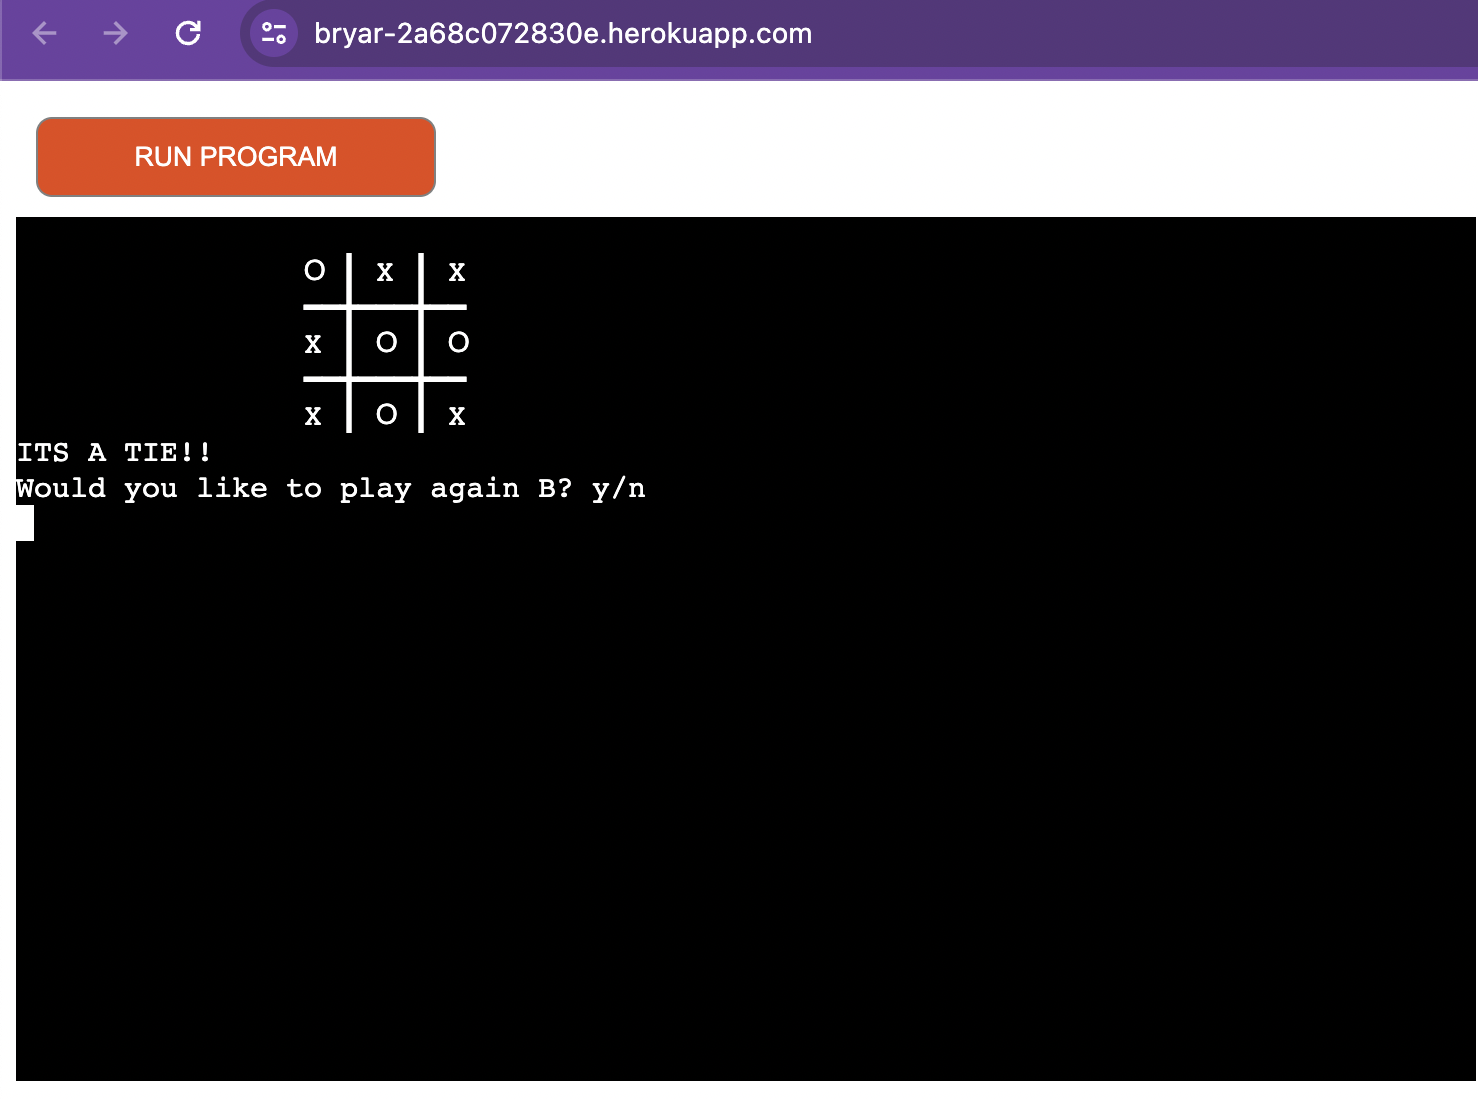 bryar-2a68c072830e.herokuapp.com
RUN PROGRAM
O | x | x
x | O | O
x | O | x
ITS A TIE!!
Would you like to play again B? y/n